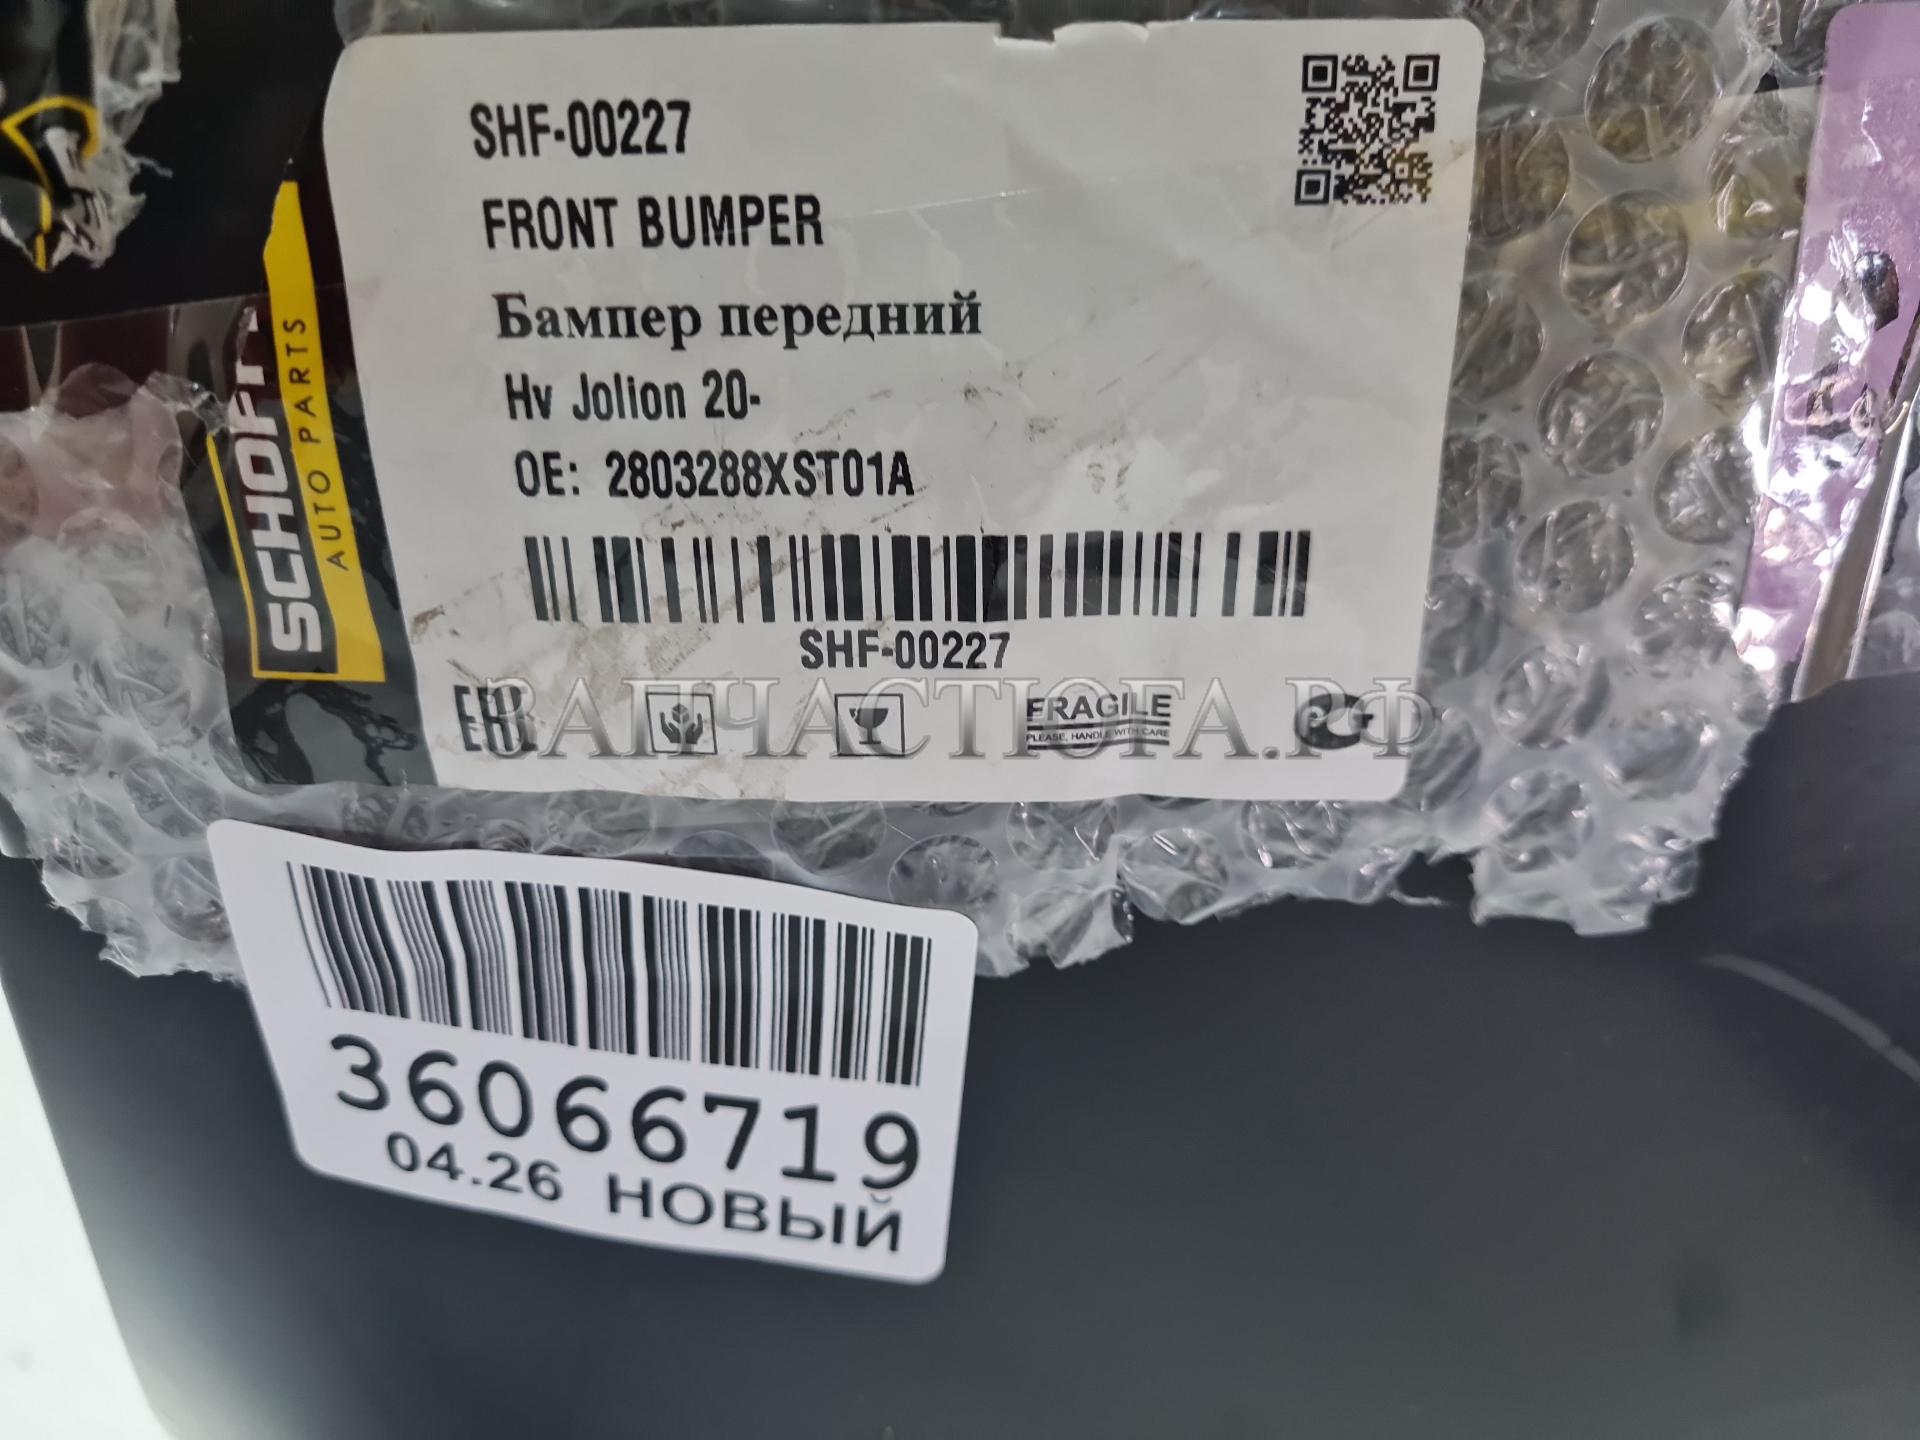 SHF-00227
FRONT BUMPER
Бампер передний
Hv Jolion 20-
OE: 2803288XST01A
SHF-00227
EAC
FRAGILE
PLEASE, HANDLE WITH CARE
ЗАПЧАСТЮГА.РФ
SCHOFF
AUTO PARTS
36066719
04.26 НОВЫЙ